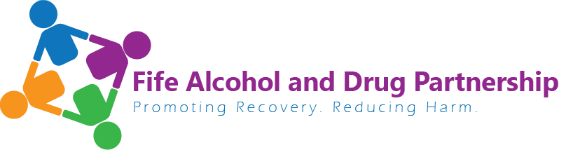 Fife Alcohol and Drug Partnership
Promoting Recovery. Reducing Harm.